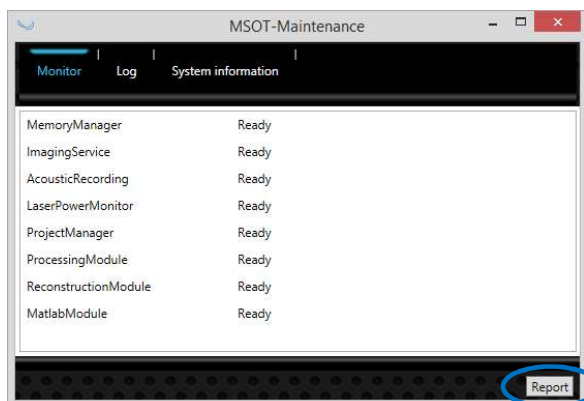 MSOT-Maintenance
Monitor Log System information
MemoryManager Ready
ImagingService Ready
AcousticRecording Ready
LaserPowerMonitor Ready
ProjectManager Ready
ProcessingModule Ready
ReconstructionModule Ready
MatlabModule Ready
Report